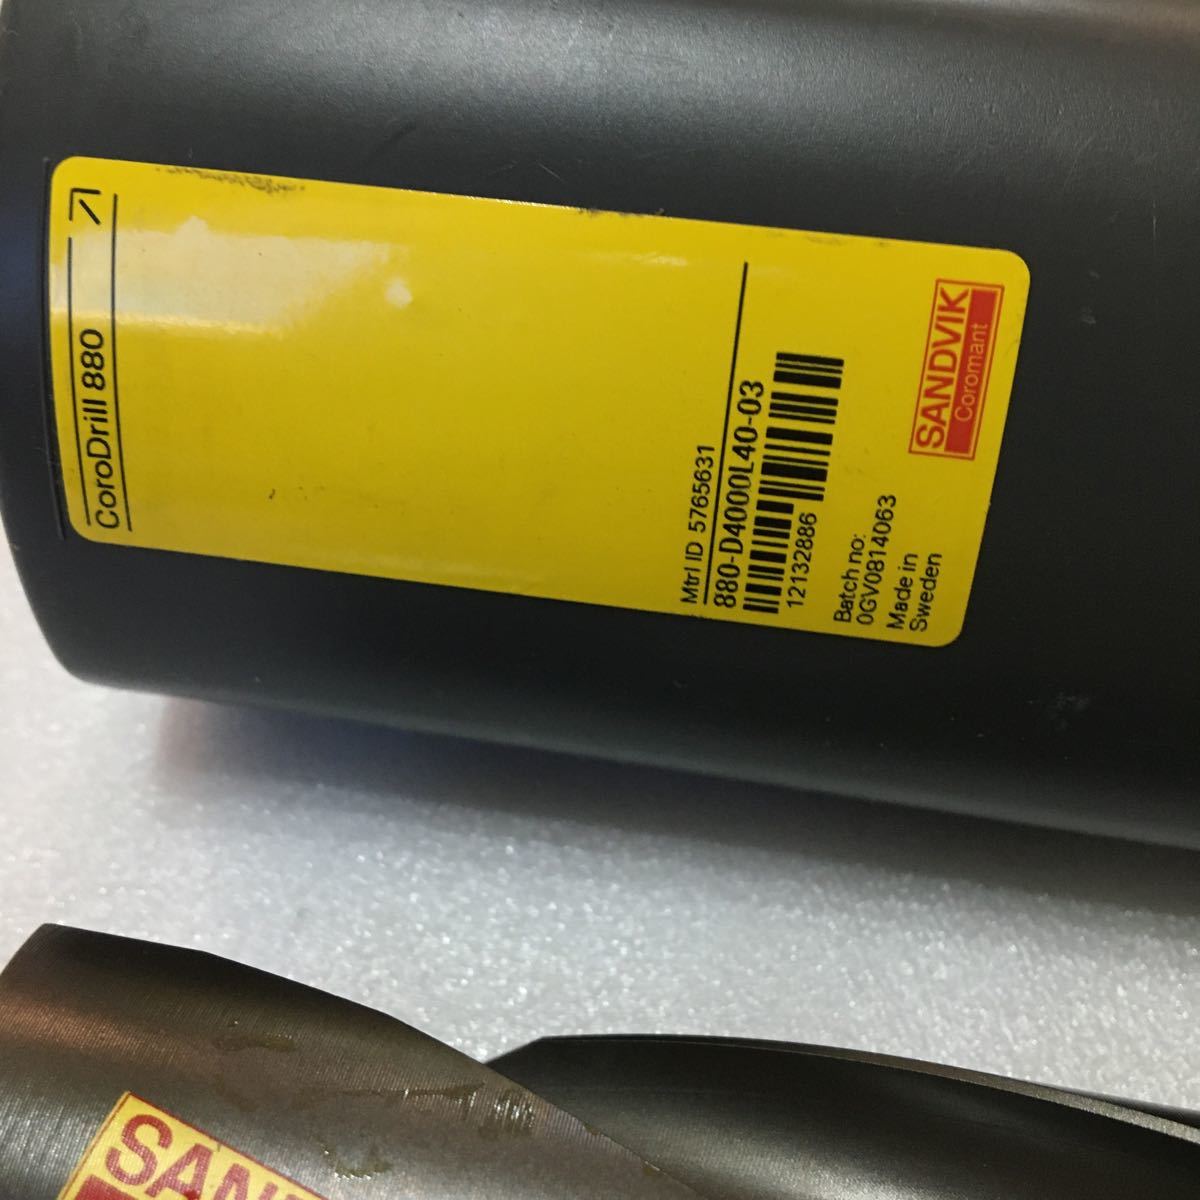 CoroDrill 880
Mtrl ID 5765631
880-D4000L40-03
12132886
Batch no:
0GV0814063
Made in
Sweden
SANDVIK
Coromant